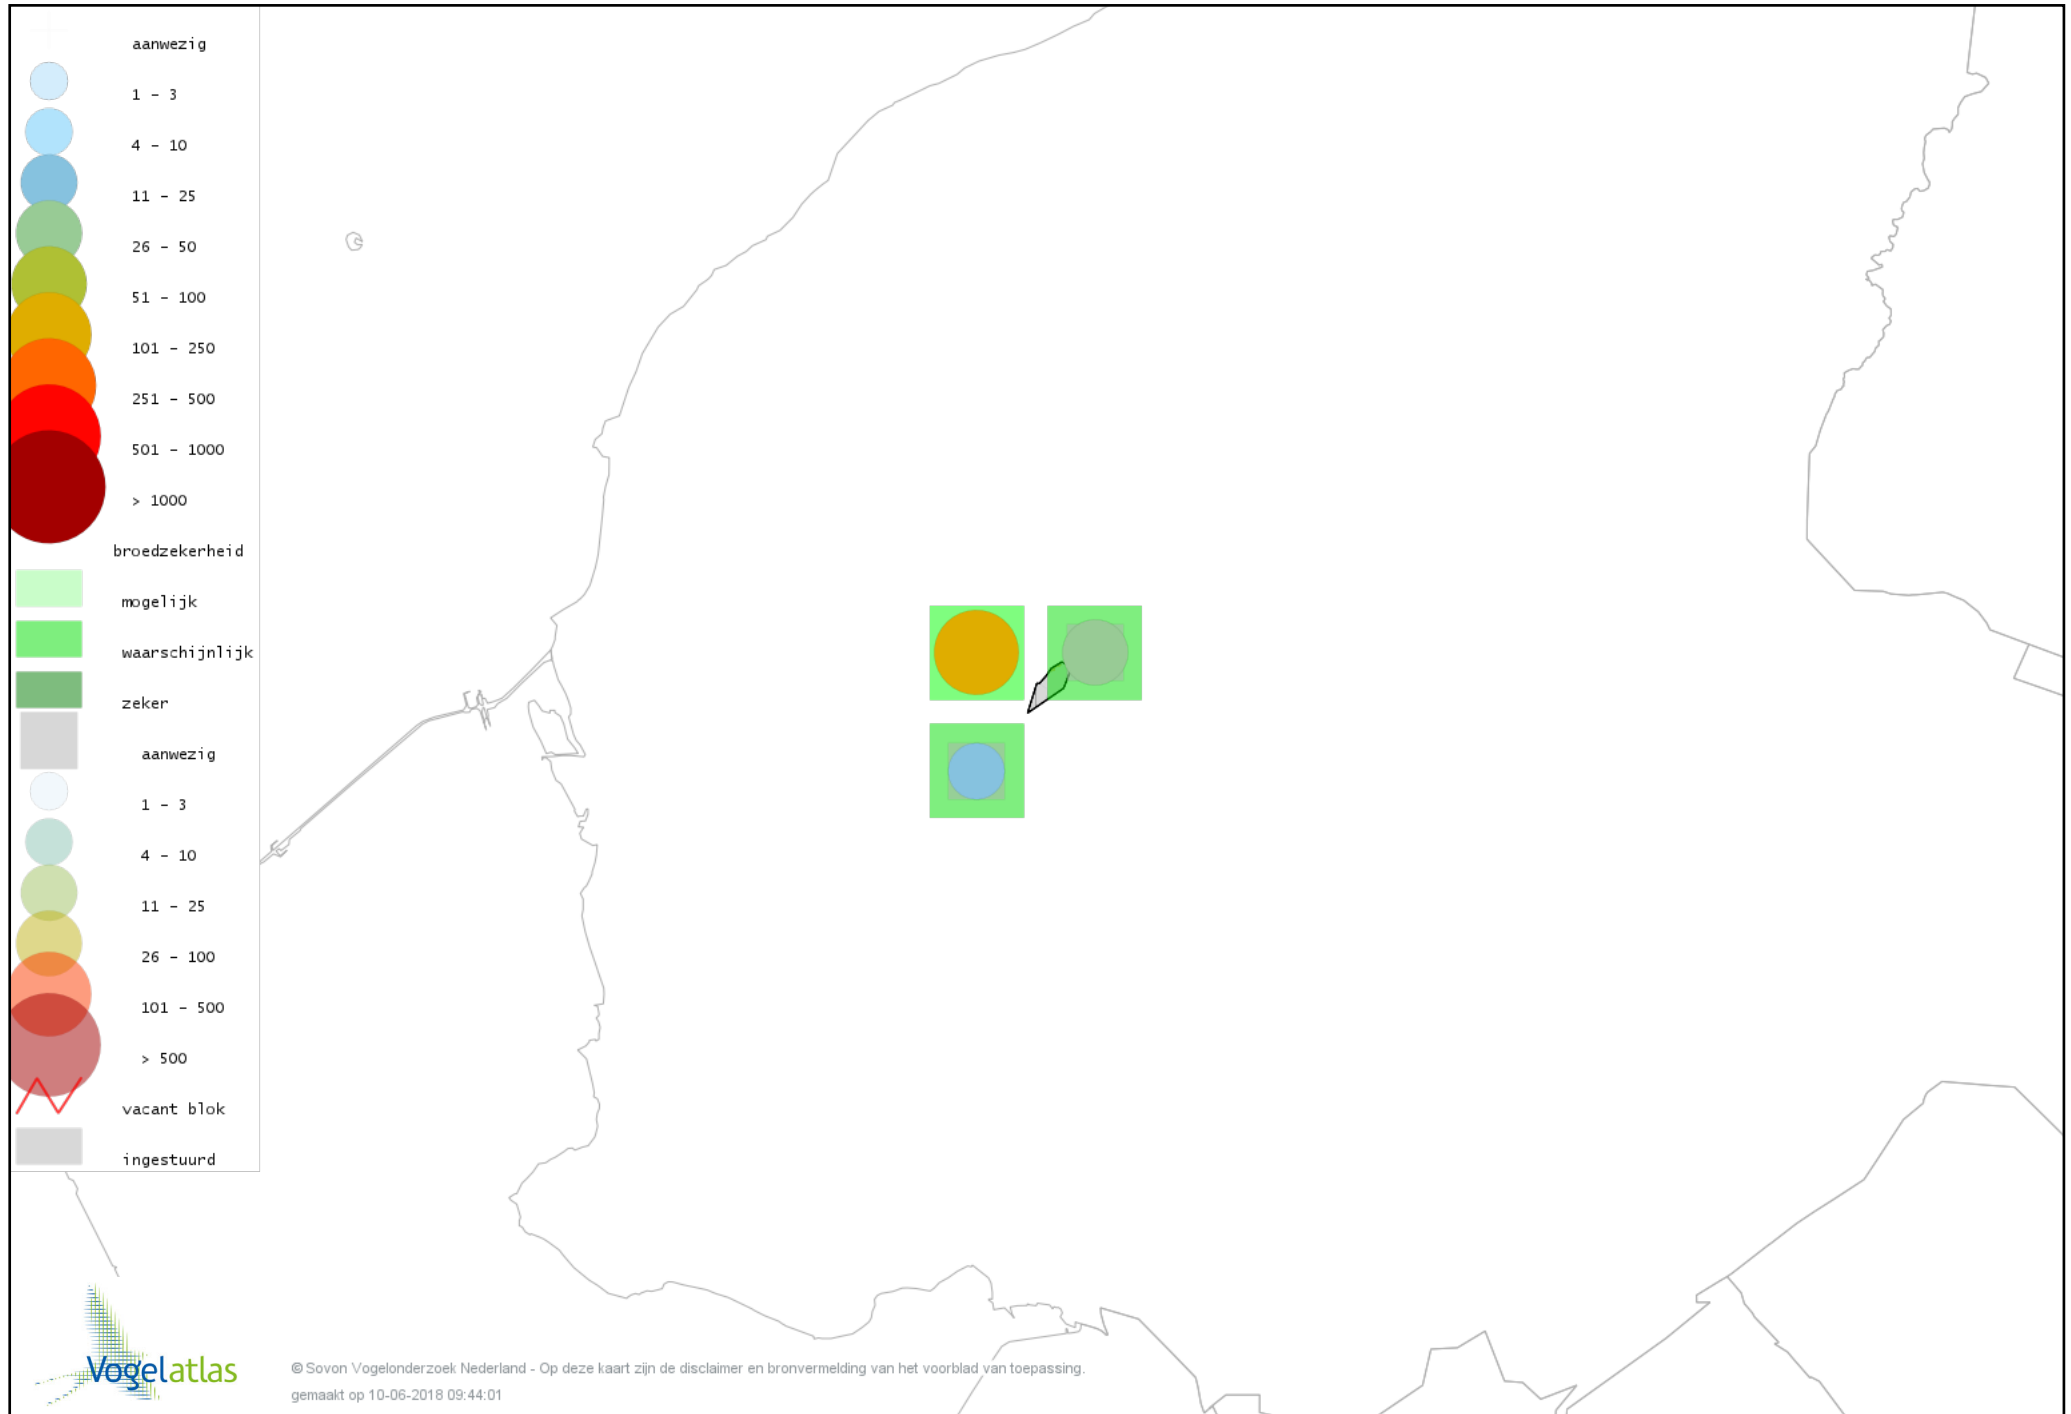 aanwezig
1 - 3
4 - 10
11 - 25
26 - 50
51 - 100
101 - 250
251 - 500
501 - 1000
> 1000
broedzekerheid
mogelijk
waarschijnlijk
zeker
aanwezig
1 - 3
4 - 10
11 - 25
26 - 100
101 - 500
> 500
vacant blok
ingestuurd
Vogelatlas
© Sovon Vogelonderzoek Nederland - Op deze kaart zijn de disclaimer en bronvermelding van het voorblad van toepassing.
gemaakt op 10-06-2018 09:44:01